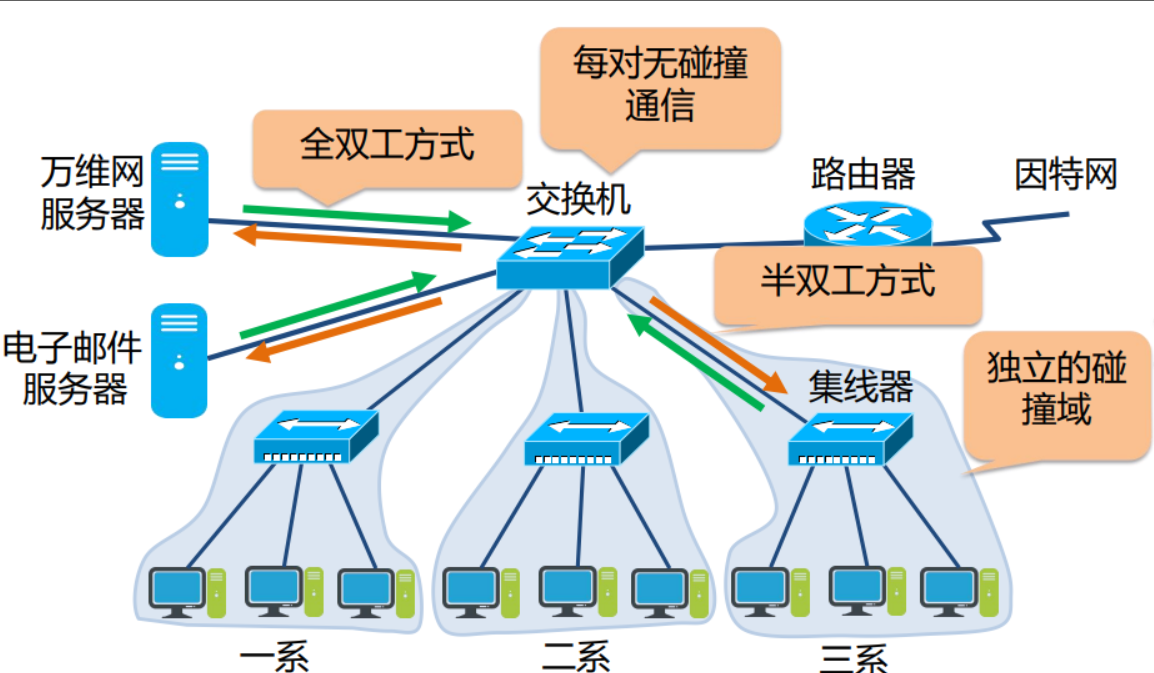 每对无碰撞
通信
全双工方式
万维网
服务器
交换机
路由器
因特网
半双工方式
电子邮件
服务器
集线器
独立的碰
撞域
一系
二系
三系